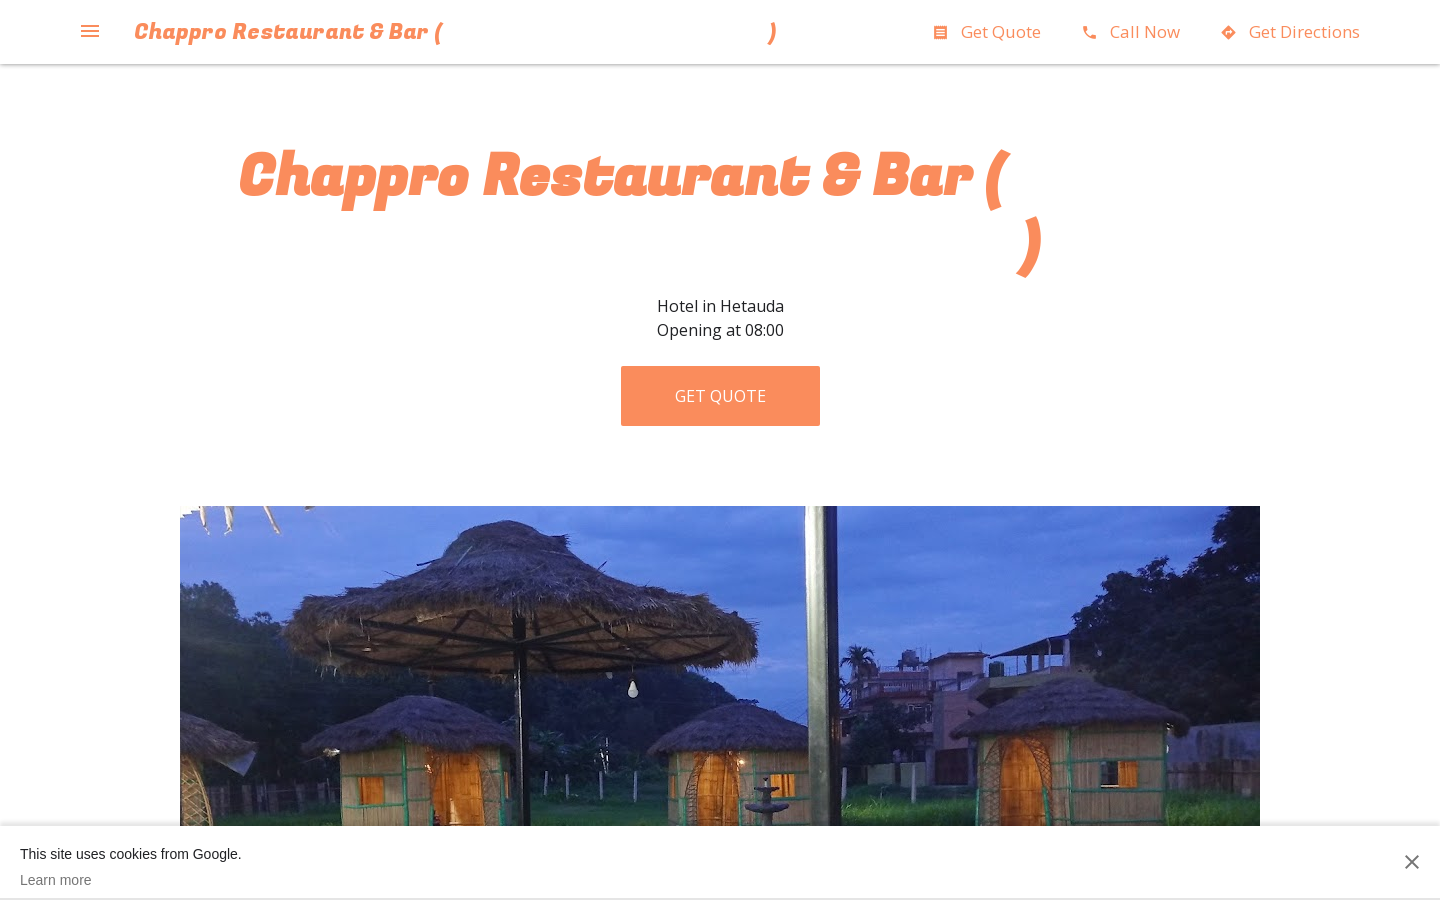 Chappro Restaurant & Bar ( )
Get Quote
Call Now
Get Directions
Chappro Restaurant & Bar (
)
Hotel in Hetauda
Opening at 08:00
GET QUOTE
This site uses cookies from Google.
Learn more